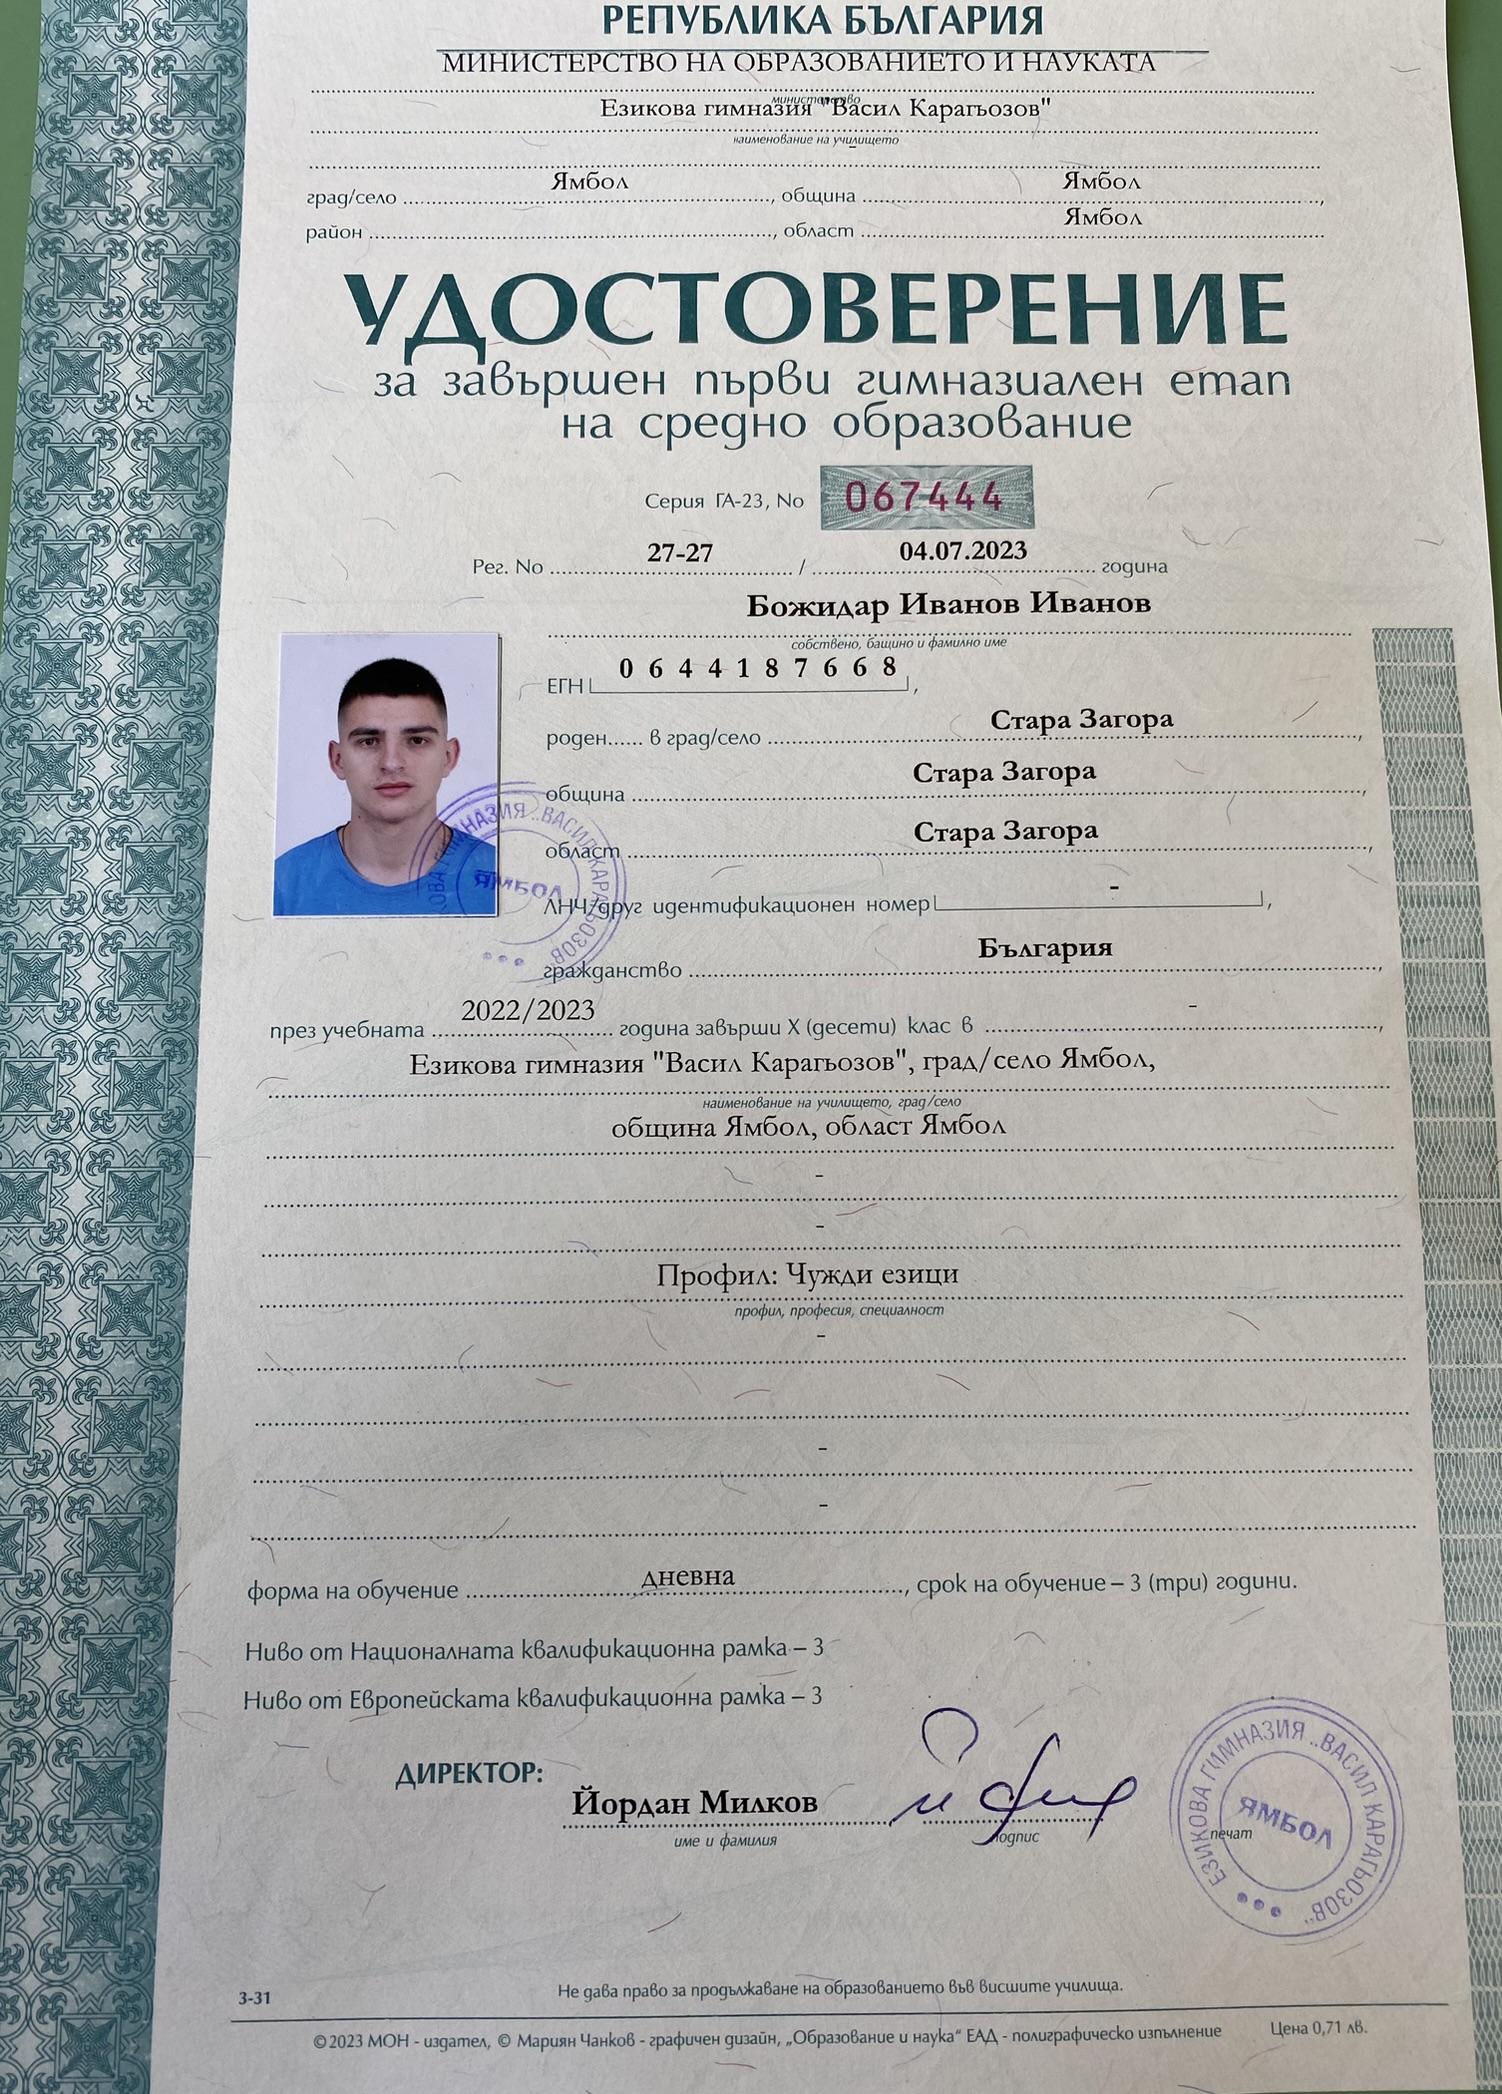 РЕПУБЛИКА БЪЛГАРИЯ
МИНИСТЕРСТВО НА ОБРАЗОВАНИЕТО И НАУКАТА
министерство
Езикова гимназия "Васил Карагьозов"
наименование на училището
-
град/село Ямбол, община Ямбол,
район , област Ямбол
УДОСТОВЕРЕНИЕ
за завършен първи гимназиален етап
на средно образование
Серия ГА-23, No 067444
Рег. No 27-27 / 04.07.2023 година
Божидар Иванов Иванов
собствено, бащино и фамилно име
ЕГН 0644187668,
роден...... в град/село Стара Загора,
община Стара Загора,
област Стара Загора,
ЛНЧ/друг идентификационен номер -,
гражданство България,
през учебната 2022/2023 година завърши X (десети) клас в -,
Езикова гимназия "Васил Карагьозов", град/село Ямбол,
наименование на училището, град/село
община Ямбол, област Ямбол
-
-
Профил: Чужди езици
профил, професия, специалност
-
-
-
форма на обучение дневна, срок на обучение – 3 (три) години.
Ниво от Националната квалификационна рамка – 3
Ниво от Европейската квалификационна рамка – 3
ДИРЕКТОР:
Йордан Милков
име и фамилия
подпис
печат
ЕЗИКОВА ГИМНАЗИЯ „ВАСИЛ КАРАГЬОЗОВ"
ЯМБОЛ
3-31
Не дава право за продължаване на образованието във висшите училища.
©2023 МОН - издател, © Мариян Чанков - графичен дизайн, „Образование и наука“ ЕАД - полиграфическо изпълнение Цена 0,71 лв.